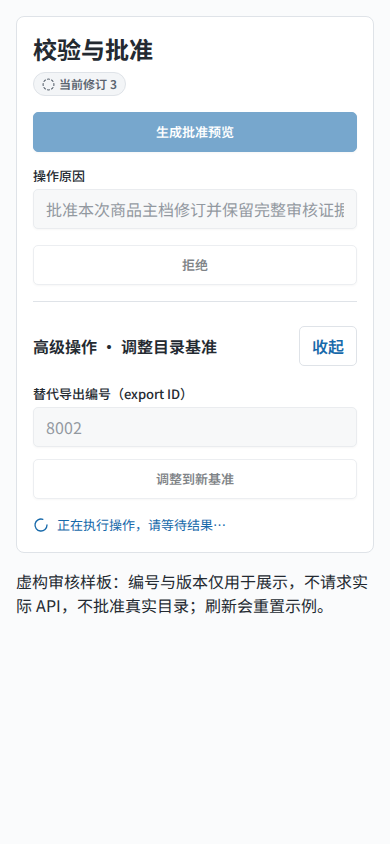 校验与批准
当前修订 3
生成批准预览
操作原因
批准本次商品主档修订并保留完整审核证据
拒绝
高级操作 · 调整目录基准
收起
替代导出编号（export ID）
8002
调整到新基准
正在执行操作，请等待结果…
虚构审核样板：编号与版本仅用于展示，不请求实
际 API，不批准真实目录；刷新会重置示例。